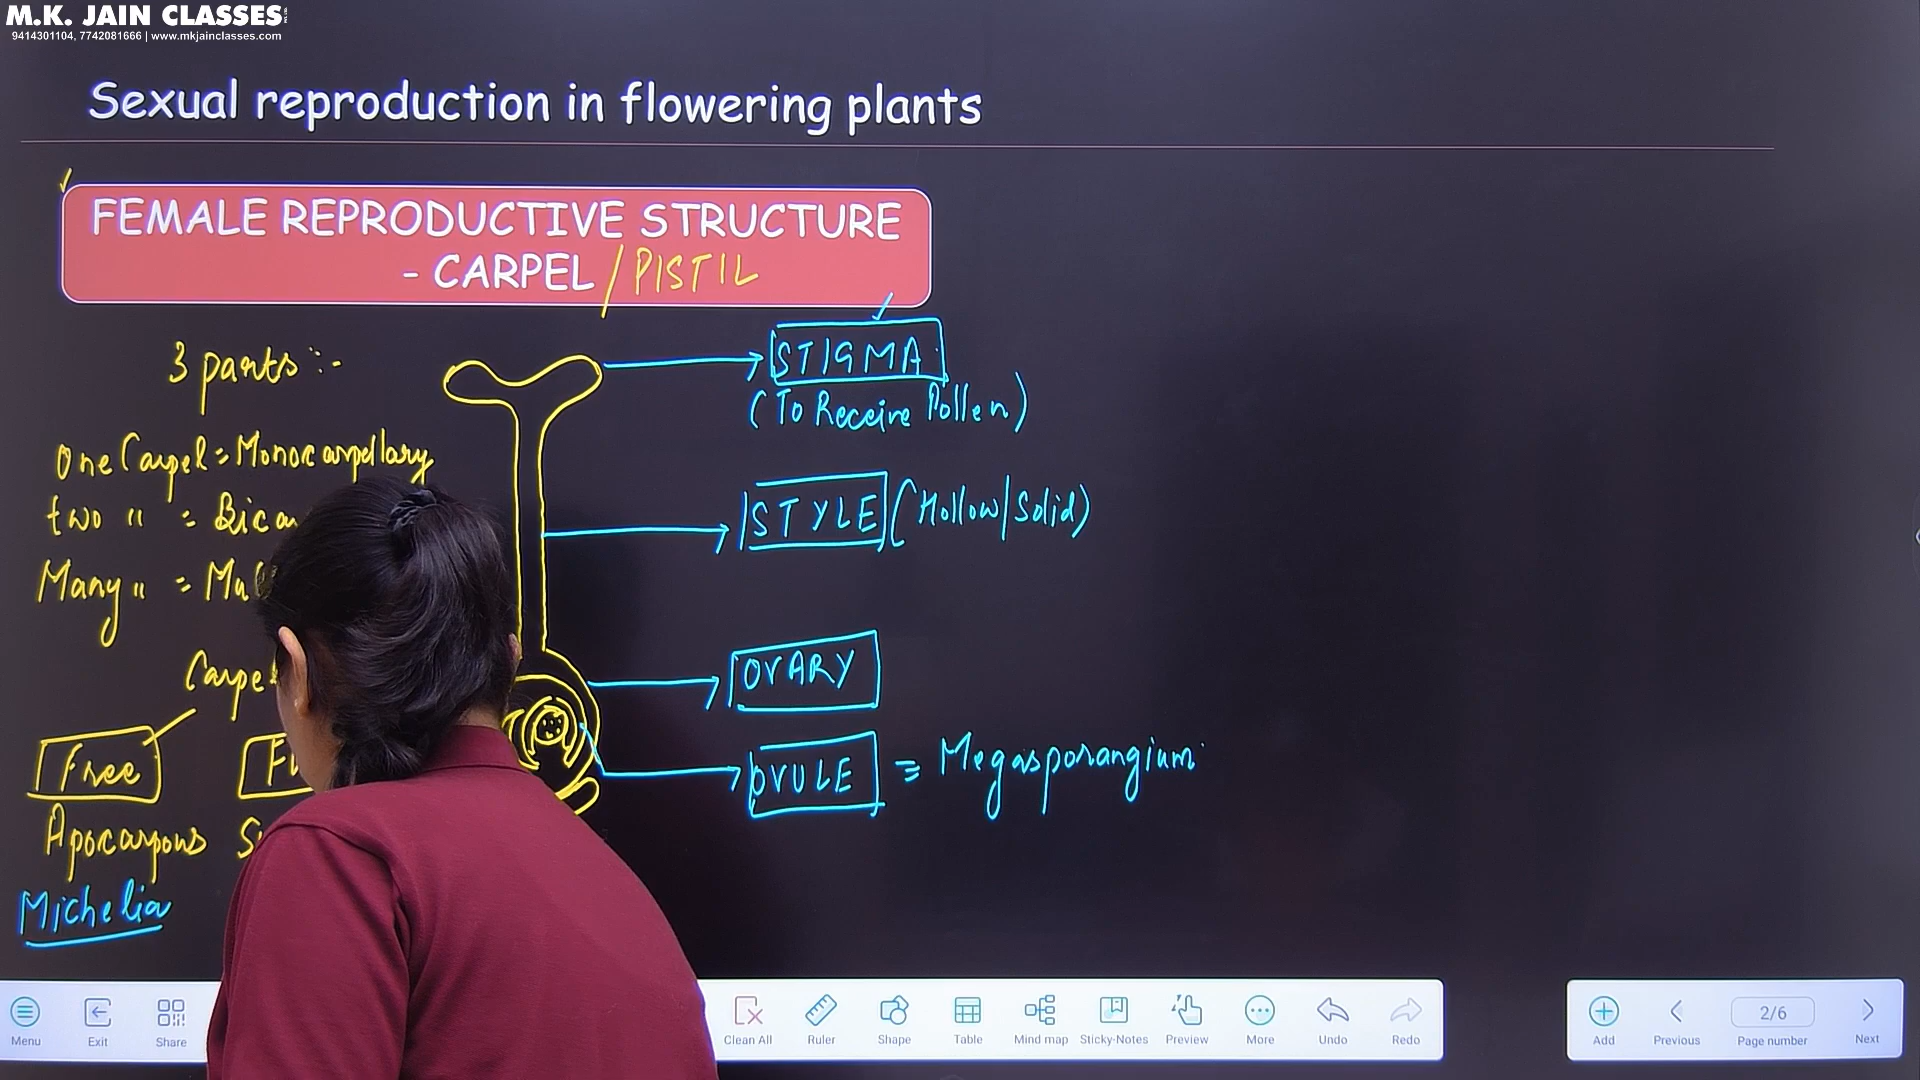 M.K. JAIN CLASSES
9414301104, 7742081666 | www.mkjainclasses.com
Sexual reproduction in flowering plants
FEMALE REPRODUCTIVE STRUCTURE
- CARPEL / PISTIL
3 parts :-
One Carpel = Monocarpellary
two " =
Many " =
Free
Apocarpous
Michelia
STIGMA
(To Receive Pollen)
STYLE (Hollow/Solid)
OVARY
OVULE = Megasporangium
Menu
Exit
Share
Clean All
Ruler
Shape
Table
Mind map
Sticky-Notes
Preview
More
Undo
Redo
Add
Previous
2/6
Page number
Next